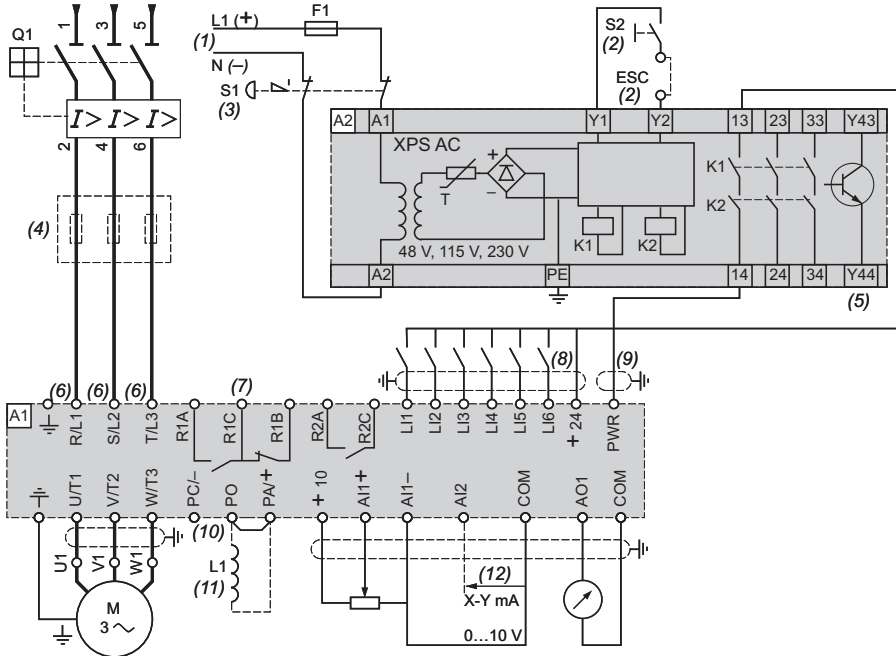 Q1
1
3
5
L1 (+)
F1
(1)
N (–)
S1
(3)
S2
(2)
ESC
(2)
I>
I>
I>
2
4
6
(4)
A2
A1
Y1
Y2
13
23
33
Y43
XPS AC
+
–
T
K1
K2
K1
K2
48 V, 115 V, 230 V
A2
PE
14
24
34
Y44
(5)
(8)
(9)
(6)
(6)
(6)
(7)
A1
R/L1
S/L2
T/L3
R1A
R1C
R1B
R2A
R2C
LI1
LI2
LI3
LI4
LI5
LI6
+ 24
PWR
U/T1
V/T2
W/T3
PC/–
PO
PA/+
+ 10
AI1+
AI1–
AI2
COM
AO1
COM
(10)
U1
V1
W1
L1
(11)
(12)
X-Y mA
M
3 ~
0...10 V